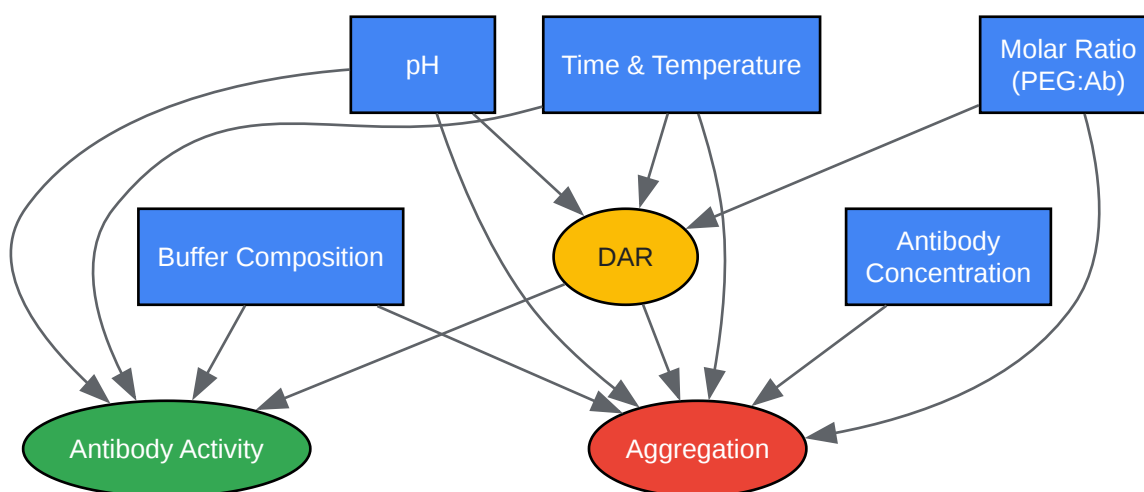 pH
Time & Temperature
Molar Ratio
(PEG:Ab)
Buffer Composition
DAR
Antibody
Concentration
Antibody Activity
Aggregation